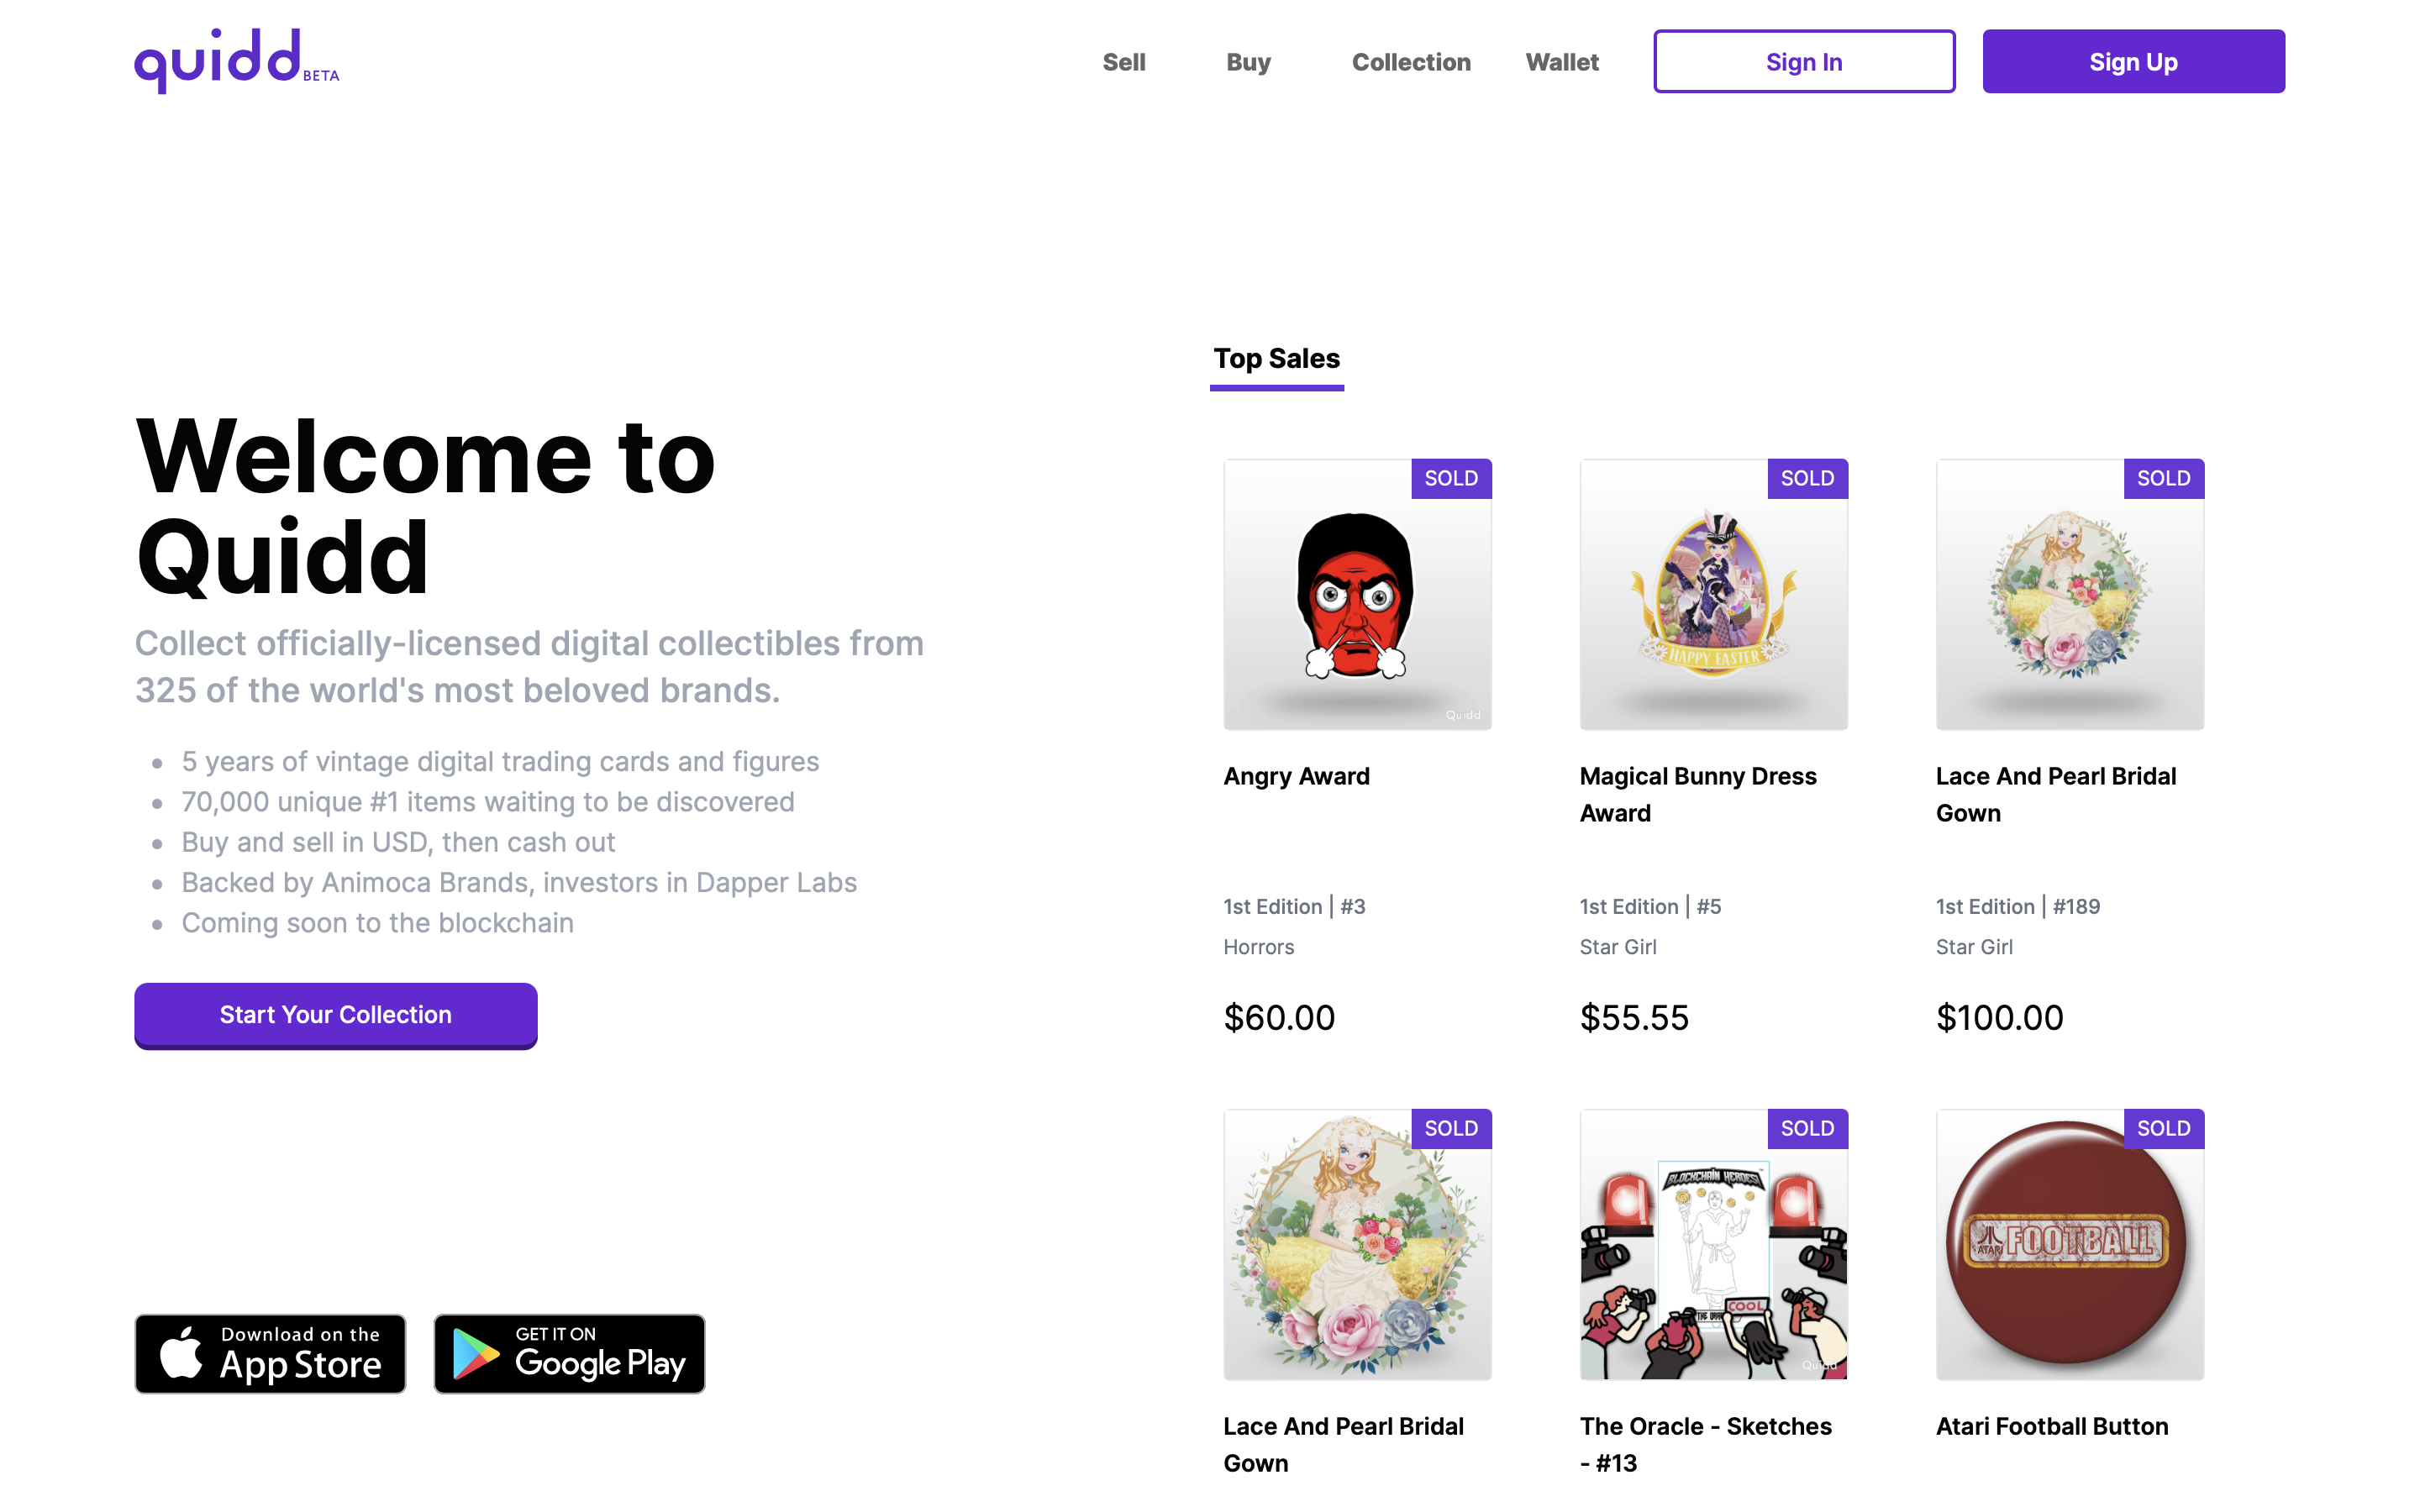 quidd BETA
Sell Buy Collection Wallet Sign In Sign Up
Welcome to
Quidd
Collect officially-licensed digital collectibles from
325 of the world's most beloved brands.
5 years of vintage digital trading cards and figures
70,000 unique #1 items waiting to be discovered
Buy and sell in USD, then cash out
Backed by Animoca Brands, investors in Dapper Labs
Coming soon to the blockchain
Start Your Collection
Download on the
App Store
GET IT ON
Google Play
Top Sales
SOLD
Quidd
Angry Award
1st Edition | #3
Horrors
$60.00
SOLD
HAPPY EASTER
Magical Bunny Dress
Award
1st Edition | #5
Star Girl
$55.55
SOLD
Lace And Pearl Bridal
Gown
1st Edition | #189
Star Girl
$100.00
SOLD
Lace And Pearl Bridal
Gown
SOLD
BLOCKCHAIN HEROES
COOL
THE
Quidd
The Oracle - Sketches
- #13
SOLD
ATARI FOOTBALL
Atari Football Button